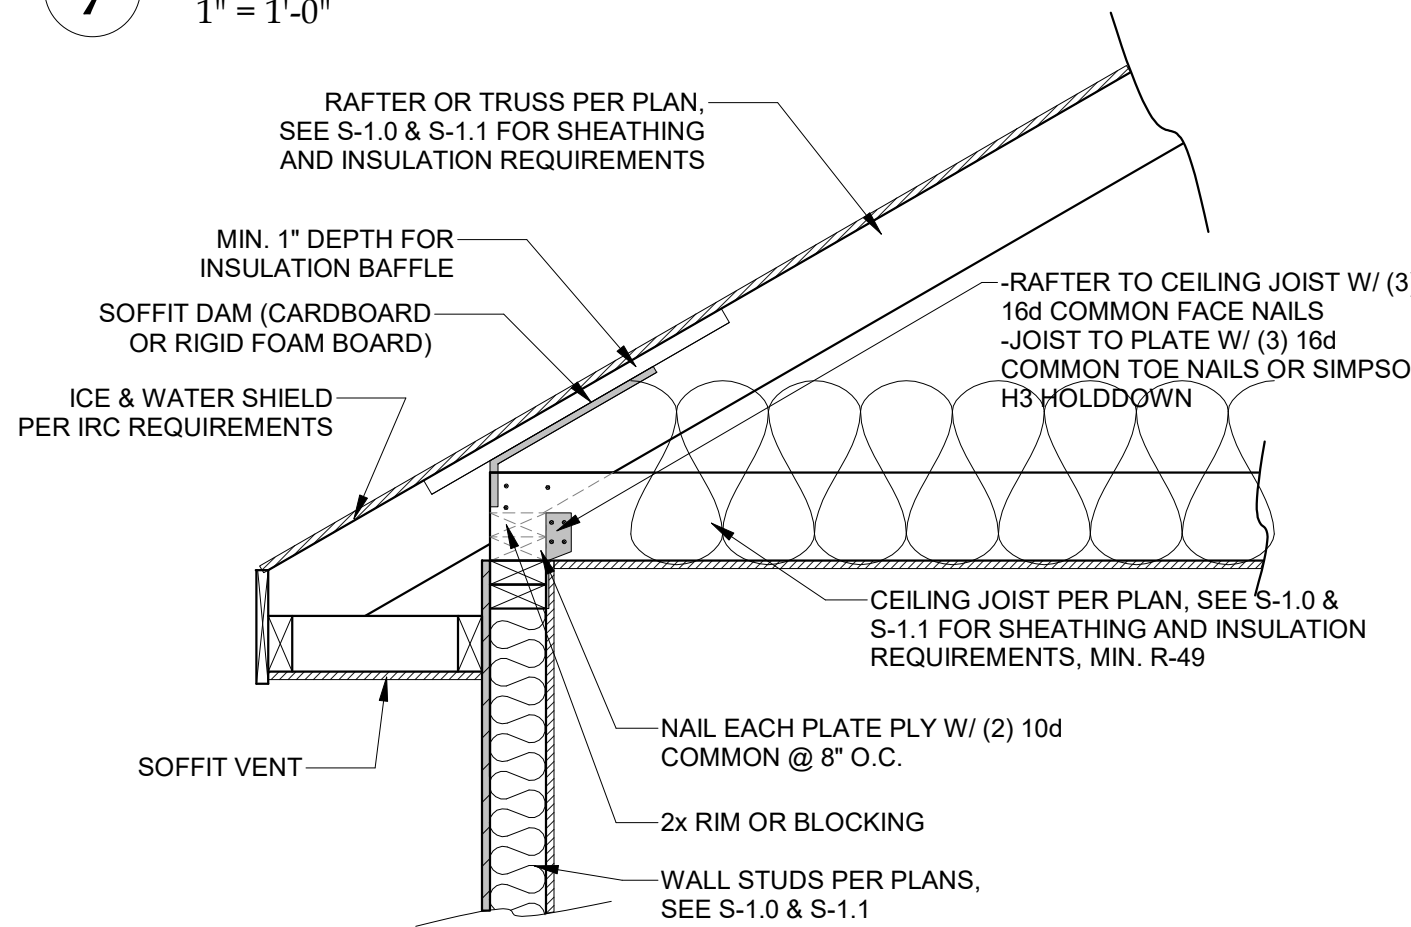 1" = 1'-0"
RAFTER OR TRUSS PER PLAN,
SEE S-1.0 & S-1.1 FOR SHEATHING
AND INSULATION REQUIREMENTS
MIN. 1" DEPTH FOR
INSULATION BAFFLE
SOFFIT DAM (CARDBOARD
OR RIGID FOAM BOARD)
ICE & WATER SHIELD
PER IRC REQUIREMENTS
-RAFTER TO CEILING JOIST W/ (3
16d COMMON FACE NAILS
-JOIST TO PLATE W/ (3) 16d
COMMON TOE NAILS OR SIMPSO
H3 HOLDDOWN
CEILING JOIST PER PLAN, SEE S-1.0 &
S-1.1 FOR SHEATHING AND INSULATION
REQUIREMENTS, MIN. R-49
NAIL EACH PLATE PLY W/ (2) 10d
COMMON @ 8" O.C.
SOFFIT VENT
2x RIM OR BLOCKING
WALL STUDS PER PLANS,
SEE S-1.0 & S-1.1